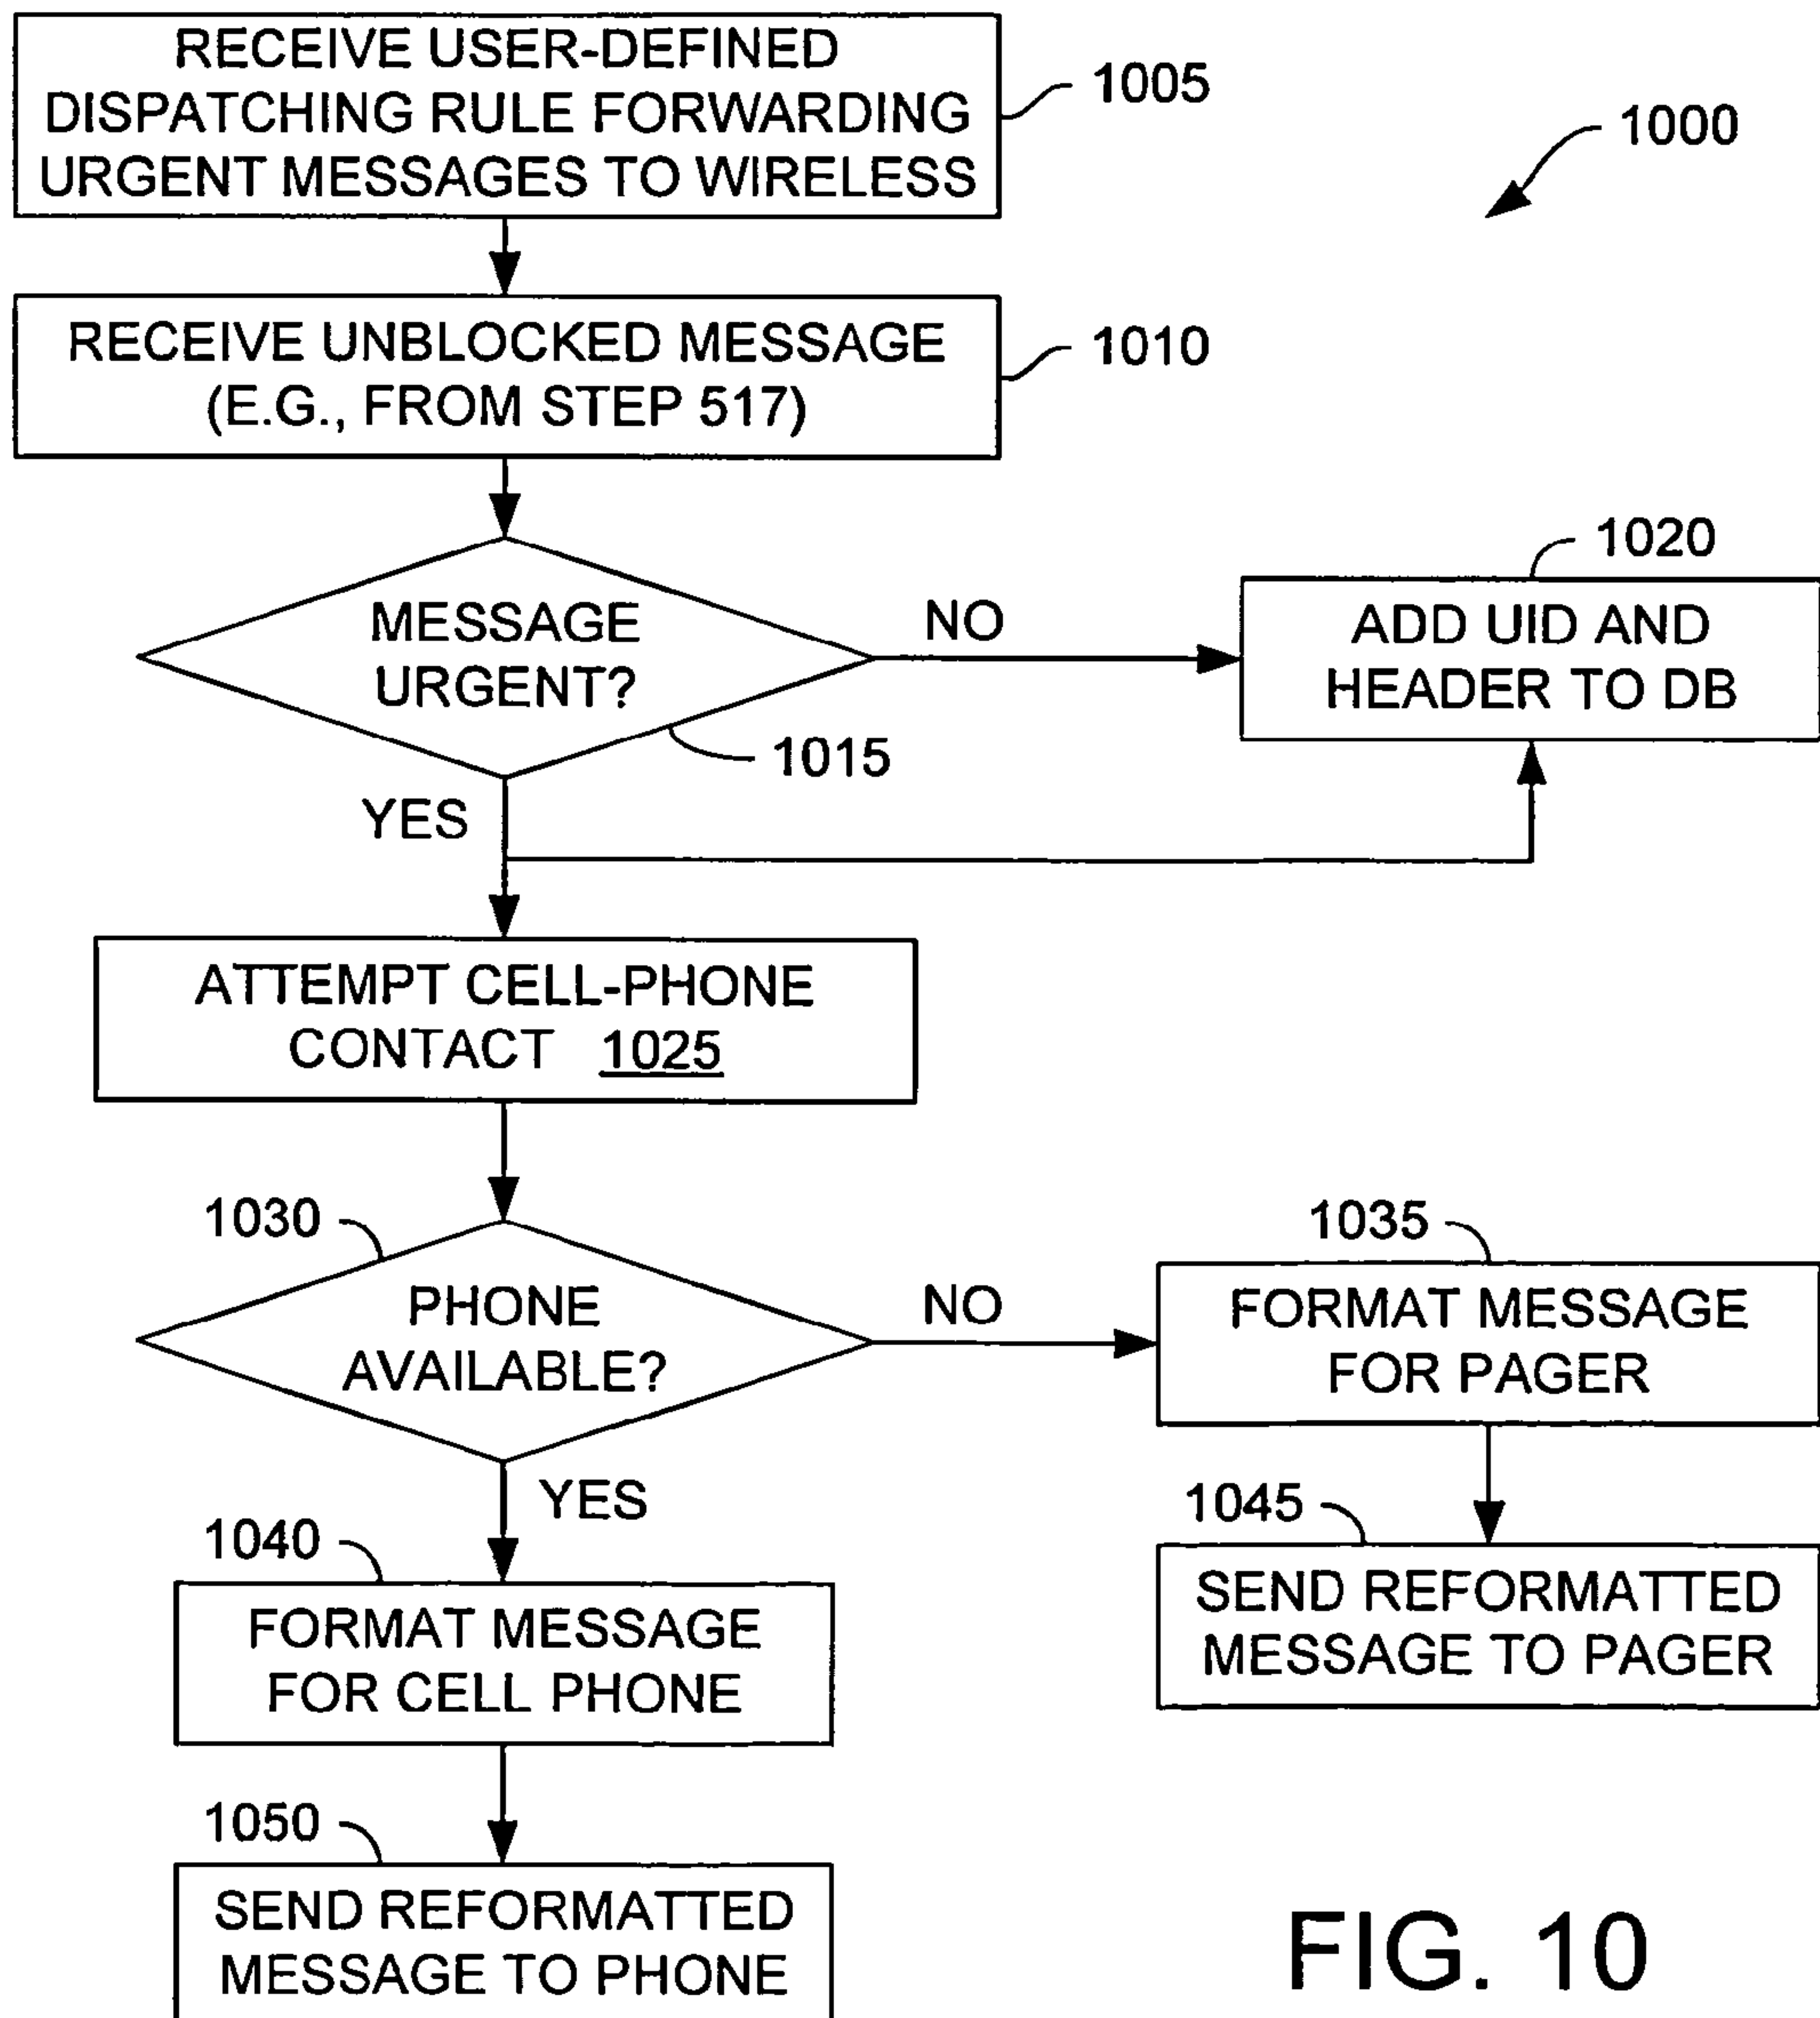 RECEIVE USER-DEFINED
DISPATCHING RULE FORWARDING
URGENT MESSAGES TO WIRELESS
1005
1000
RECEIVE UNBLOCKED MESSAGE
(E.G., FROM STEP 517)
1010
MESSAGE
URGENT?
1015
NO
1020
ADD UID AND
HEADER TO DB
YES
ATTEMPT CELL-PHONE
CONTACT 1025
1030
PHONE
AVAILABLE?
NO
1035
FORMAT MESSAGE
FOR PAGER
YES
1045
SEND REFORMATTED
MESSAGE TO PAGER
1040
FORMAT MESSAGE
FOR CELL PHONE
1050
SEND REFORMATTED
MESSAGE TO PHONE
FIG. 10